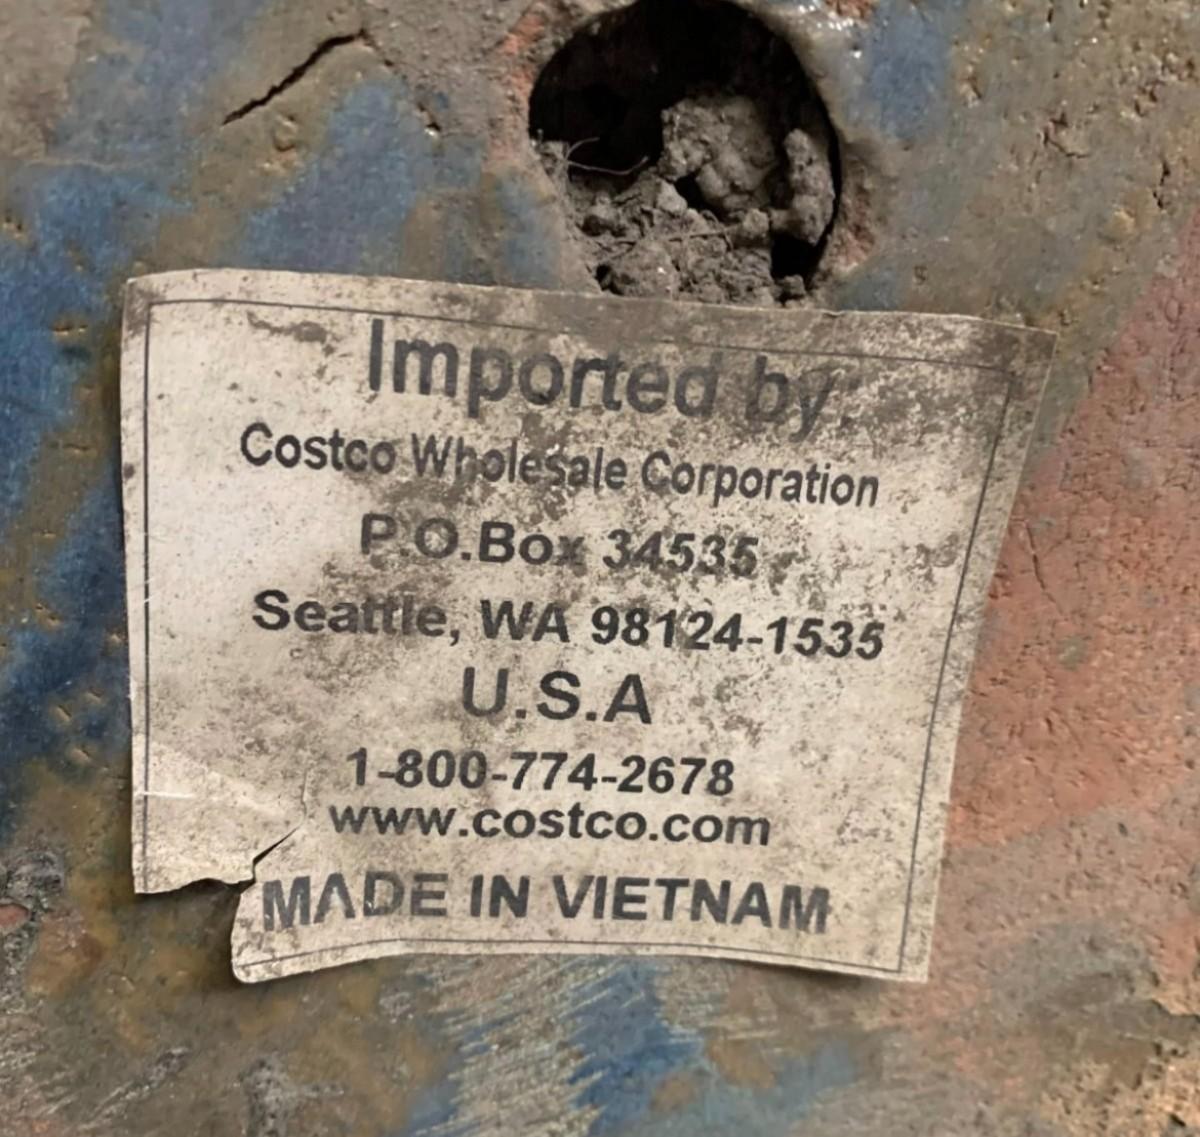 Imported by:
Costco Wholesale Corporation
P.O.Box 34535
Seattle, WA 98124-1535
U.S.A
1-800-774-2678
www.costco.com
MADE IN VIETNAM